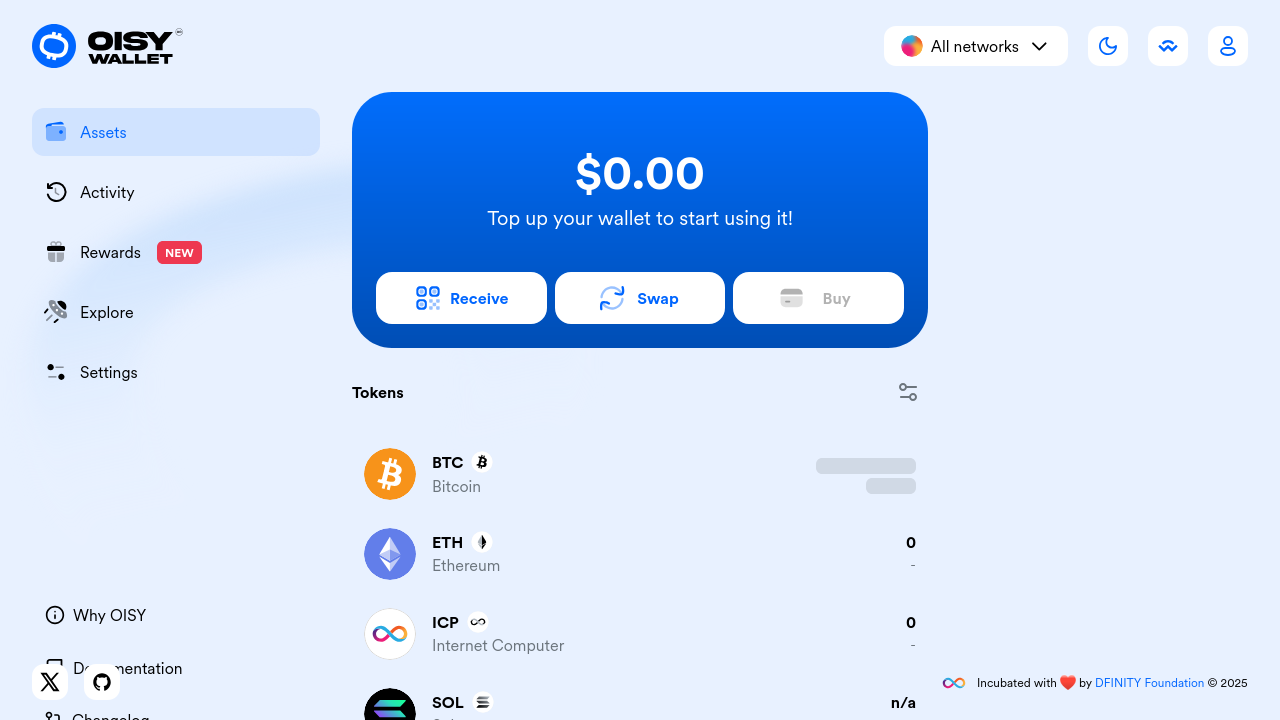 OISY
WALLET
All networks
Assets
Activity
Rewards NEW
Explore
Settings
$0.00
Top up your wallet to start using it!
Receive
Swap
Buy
Tokens
BTC
Bitcoin
ETH
0
Ethereum
-
ICP
0
Internet Computer
-
SOL
n/a
Why OISY
Documentation
Changelog
Incubated with ❤️ by DFINITY Foundation © 2025